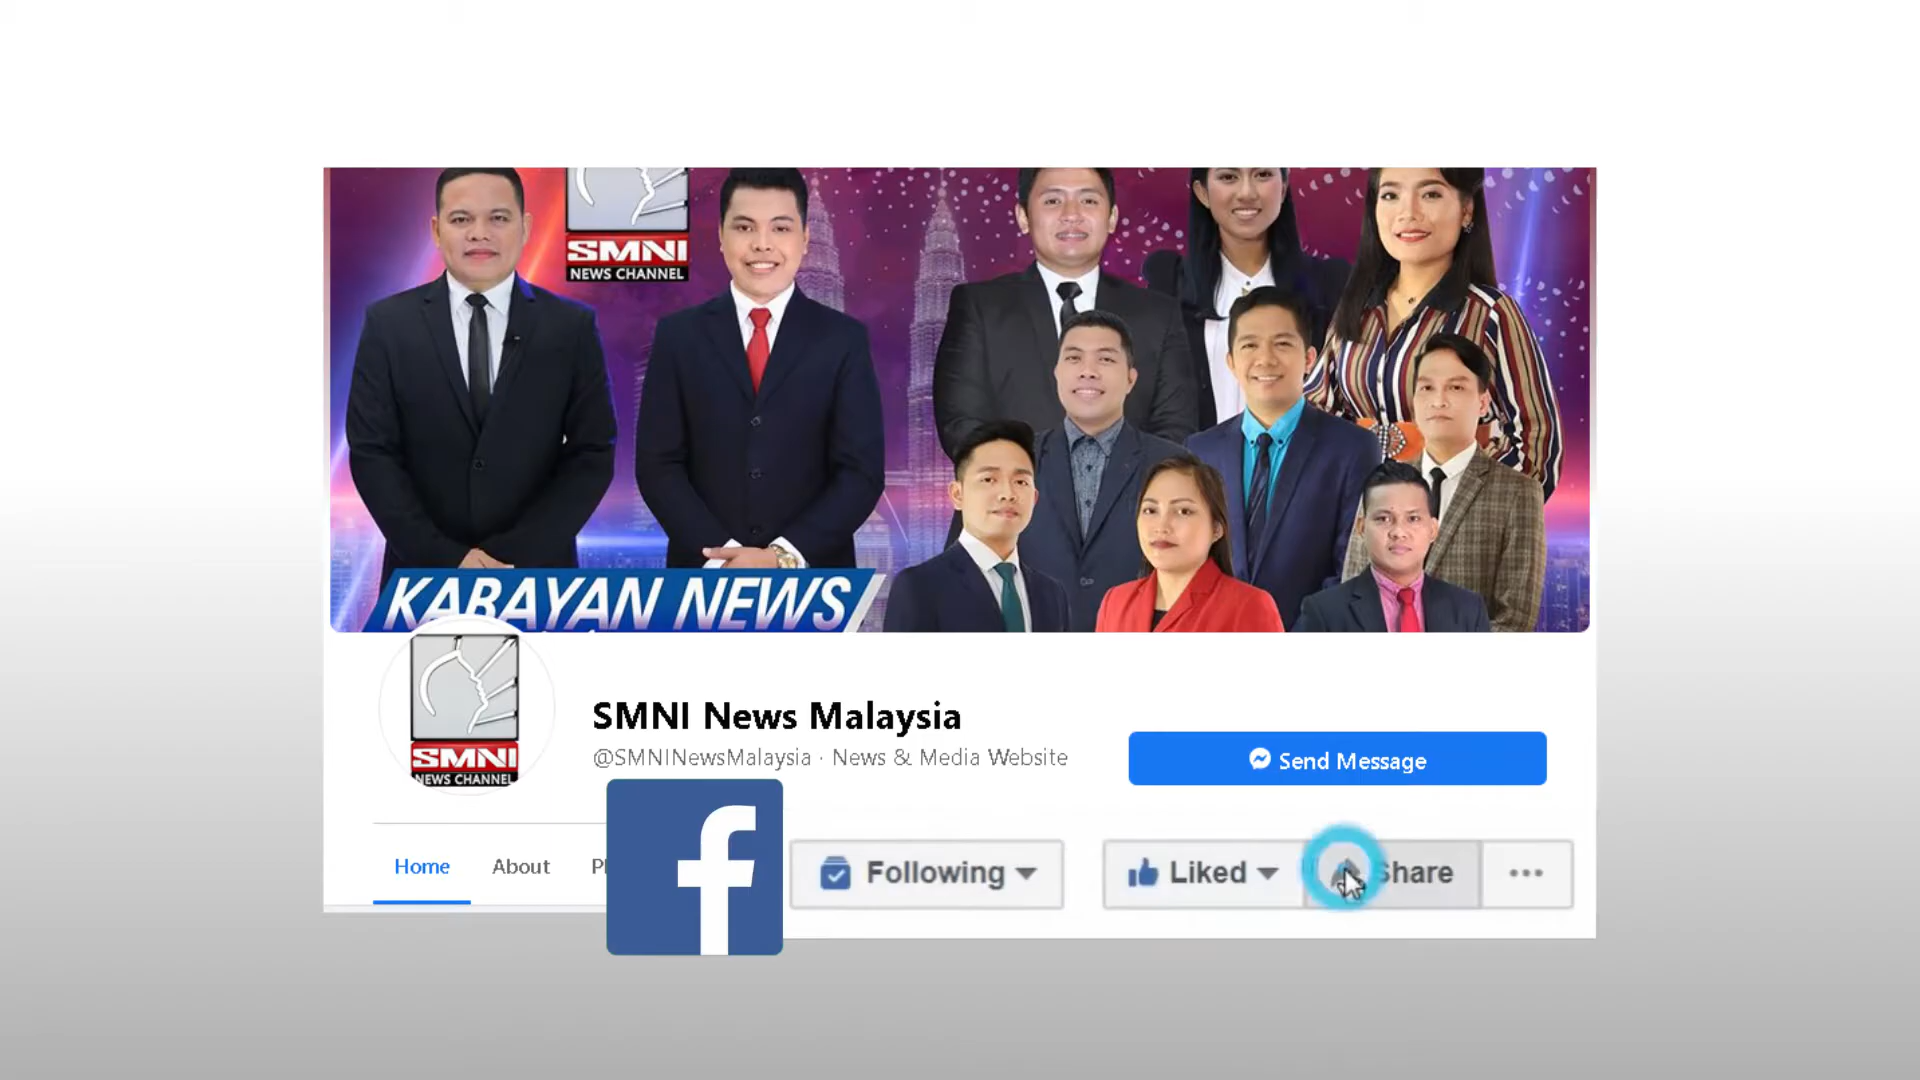 SMNI
NEWS CHANNEL
KABAYAN NEWS
SMNI
NEWS CHANNEL
SMNI News Malaysia
@SMNINewsMalaysia · News & Media Website
Send Message
Home
About
Following
Liked
Share